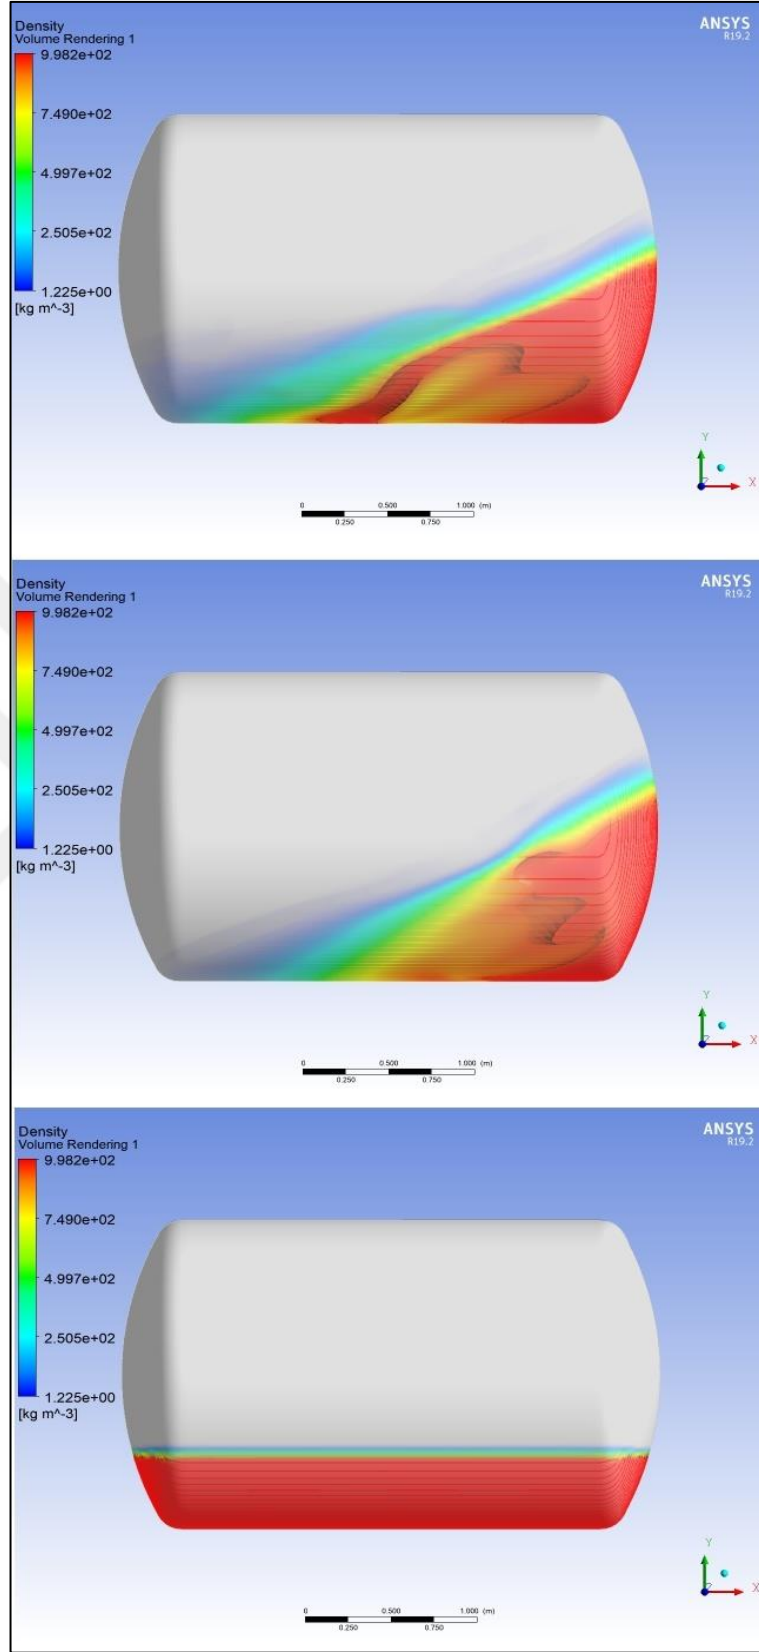 Density
Volume Rendering 1
9.982e+02
7.490e+02
4.997e+02
2.505e+02
1.225e+00
[kg m^-3]
ANSYS
R19.2
Y
Z
X
0 0.500 1.000 (m)
0.250 0.750
Density
Volume Rendering 1
9.982e+02
7.490e+02
4.997e+02
2.505e+02
1.225e+00
[kg m^-3]
ANSYS
R19.2
Y
Z
X
0 0.500 1.000 (m)
0.250 0.750
Density
Volume Rendering 1
9.982e+02
7.490e+02
4.997e+02
2.505e+02
1.225e+00
[kg m^-3]
ANSYS
R19.2
Y
Z
X
0 0.500 1.000 (m)
0.250 0.750